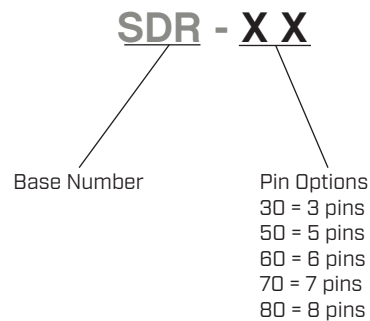 SDR - X X
Base Number
Pin Options
30 = 3 pins
50 = 5 pins
60 = 6 pins
70 = 7 pins
80 = 8 pins